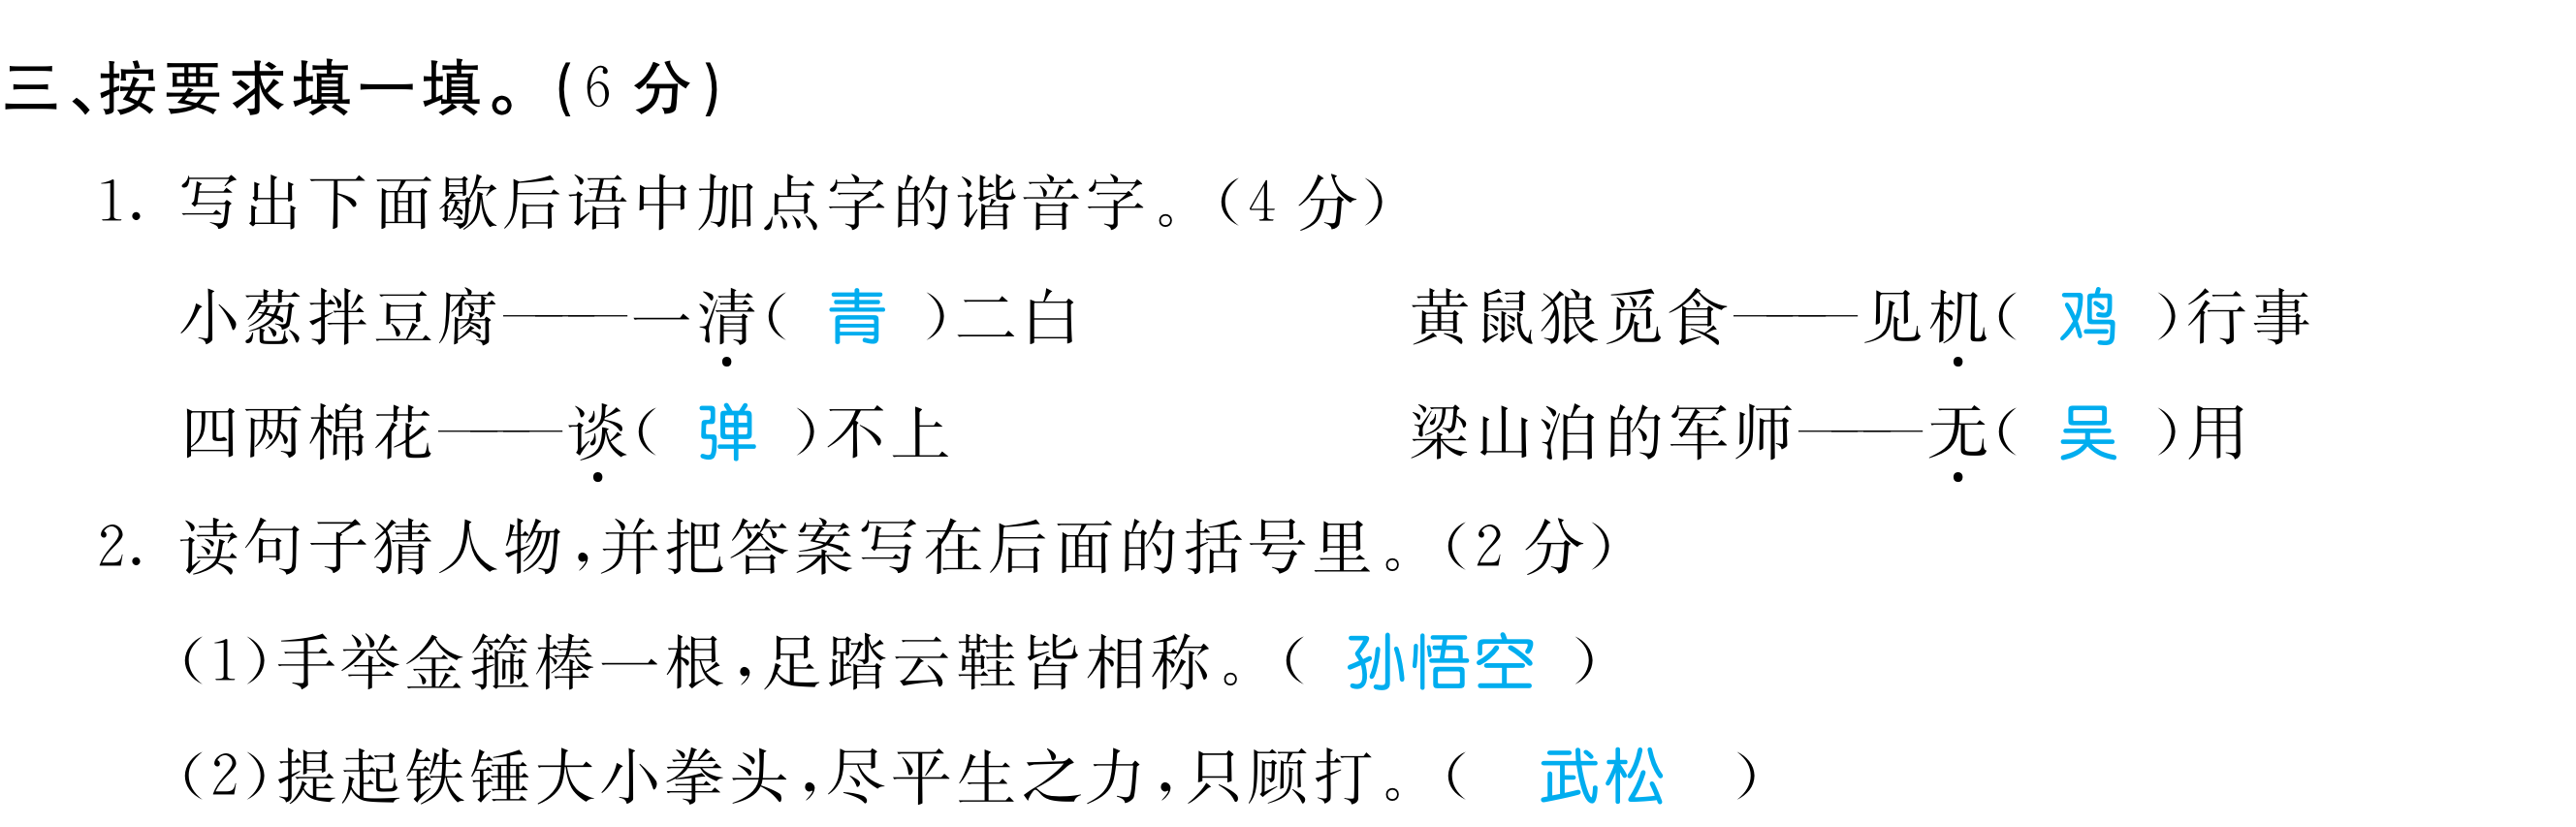 三、按要求填一填。(6 分)
1. 写出下面歇后语中加点字的谐音字。(4 分)
小葱拌豆腐——一清( 青 )二白 黄鼠狼觅食——见机( 鸡 )行事
四两棉花——谈( 弹 )不上 梁山泊的军师——无( 吴 )用
2. 读句子猜人物,并把答案写在后面的括号里。(2 分)
(1)手举金箍棒一根,足踏云鞋皆相称。( 孙悟空 )
(2)提起铁锤大小拳头,尽平生之力,只顾打。( 武松 )